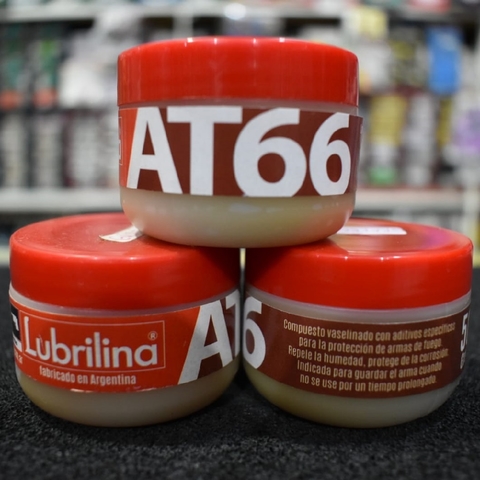 AT66
Lubrilina®
fabricado en Argentina
AT
6
Compuesto vaselinado con aditivos específicos
para la protección de armas de fuego.
Repele la humedad, protege de la corrosión.
Indicada para guardar el arma cuando
no se use por un tiempo prolongado.